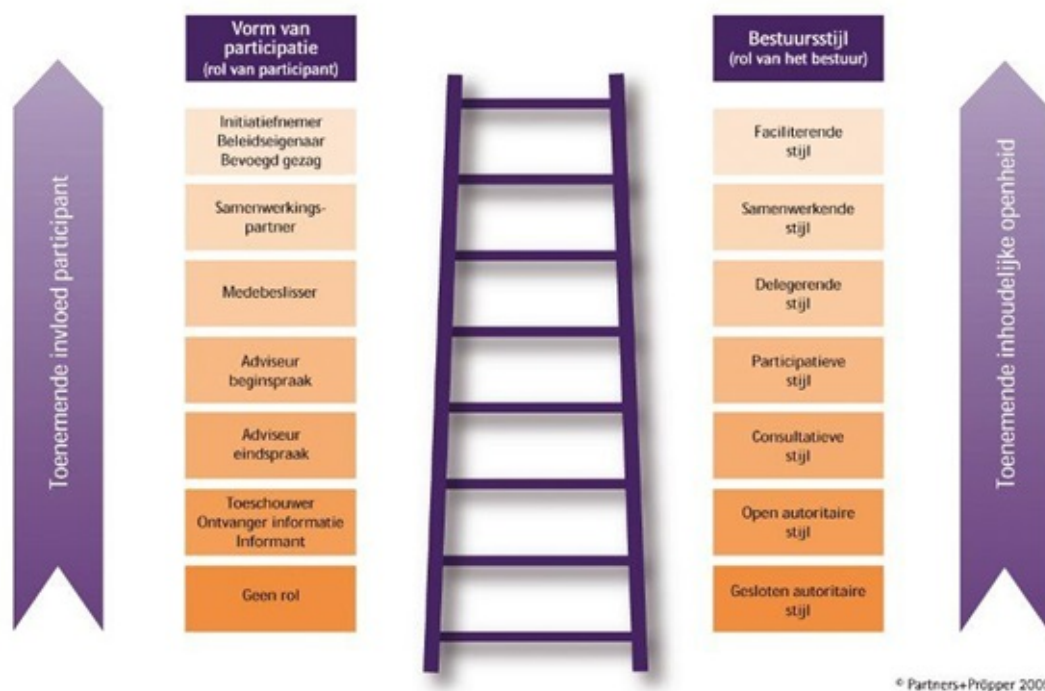 Vorm van
participatie
(rol van participant)
Bestuursstijl
(rol van het bestuur)
Toenemende invloed participant
Initiatiefnemer
Beleidseigenaar
Bevoegd gezag
Faciliterende
stijl
Samenwerkings-
partner
Samenwerkende
stijl
Medebeslisser
Delegerende
stijl
Adviseur
beginspraak
Participatieve
stijl
Adviseur
eindspraak
Consultatieve
stijl
Toeschouwer
Ontvanger informatie
Informant
Open autoritaire
stijl
Geen rol
Gesloten autoritaire
stijl
Toenemende inhoudelijke openheid
© Partners+Pröpper 2009